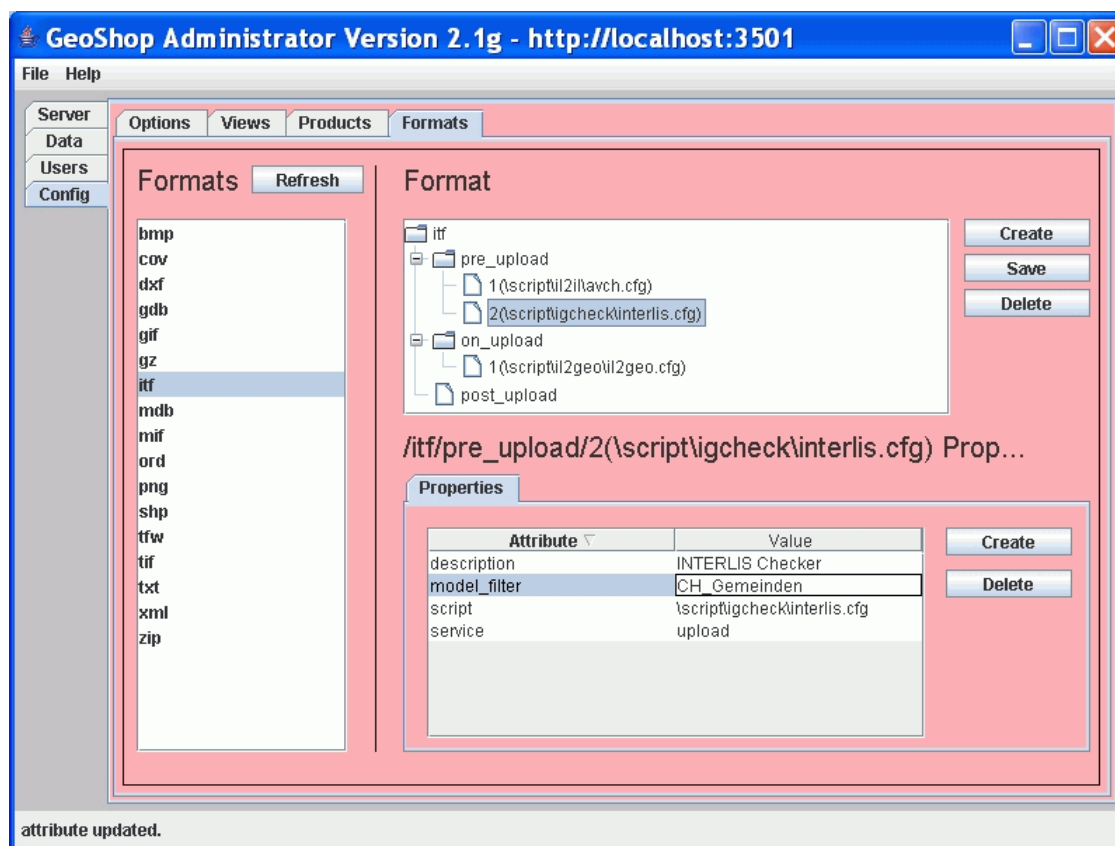 GeoShop Administrator Version 2.1g - http://localhost:3501
File Help
Server
Data
Users
Config
Options Views Products Formats
Formats Refresh
bmp
cov
dxf
gdb
gif
gz
itf
mdb
mif
ord
png
shp
tfw
tif
txt
xml
zip
Format
itf
pre_upload
1(\script\il2il\avch.cfg)
2(\script\igcheck\interlis.cfg)
on_upload
1(\script\il2geo\il2geo.cfg)
post_upload
Create
Save
Delete
/itf/pre_upload/2(\script\igcheck\interlis.cfg) Prop...
Properties
Attribute Value
description INTERLIS Checker
model_filter CH_Gemeinden
script \script\igcheck\interlis.cfg
service upload
Create
Delete
attribute updated.